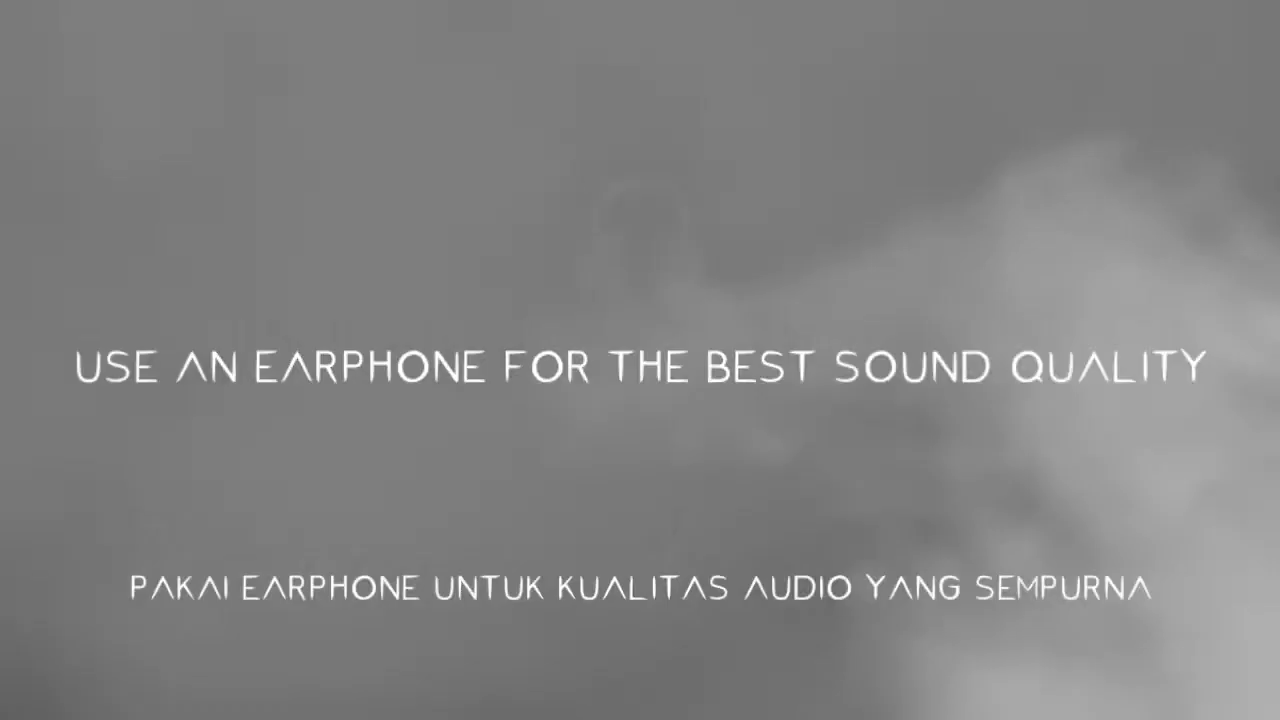 USE AN EARPHONE FOR THE BEST SOUND QUALITY
PAKAI EARPHONE UNTUK KUALITAS AUDIO YANG SEMPURNA